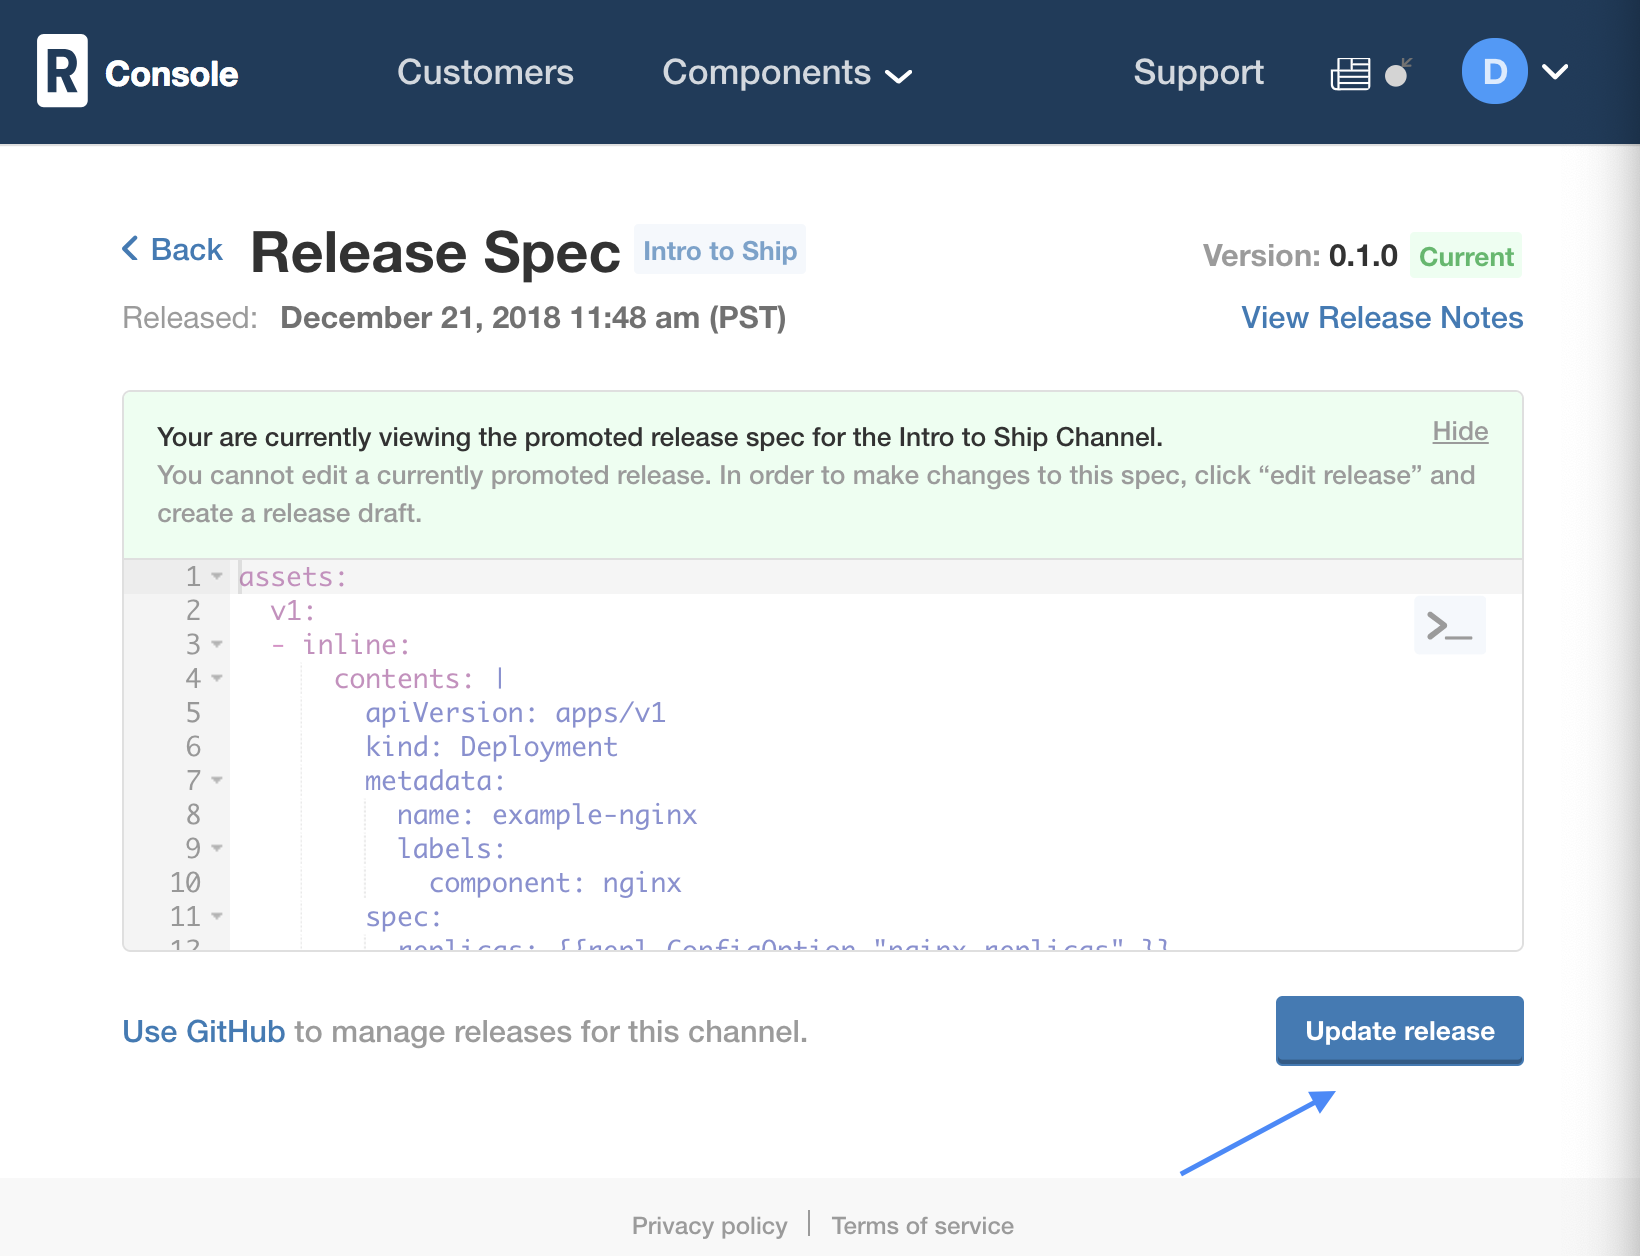 R Console Customers Components Support D
Back Release Spec Intro to Ship Version: 0.1.0 Current
Released: December 21, 2018 11:48 am (PST) View Release Notes
Your are currently viewing the promoted release spec for the Intro to Ship Channel. Hide
You cannot edit a currently promoted release. In order to make changes to this spec, click “edit release” and
create a release draft.
1 assets:
2 v1:
3 - inline:
4 contents: |
5 apiVersion: apps/v1
6 kind: Deployment
7 metadata:
8 name: example-nginx
9 labels:
10 component: nginx
11 spec:
12 replicas: {{repl ConfigOption "nginx_replicas" }}
>_
Use GitHub to manage releases for this channel. Update release
Privacy policy | Terms of service